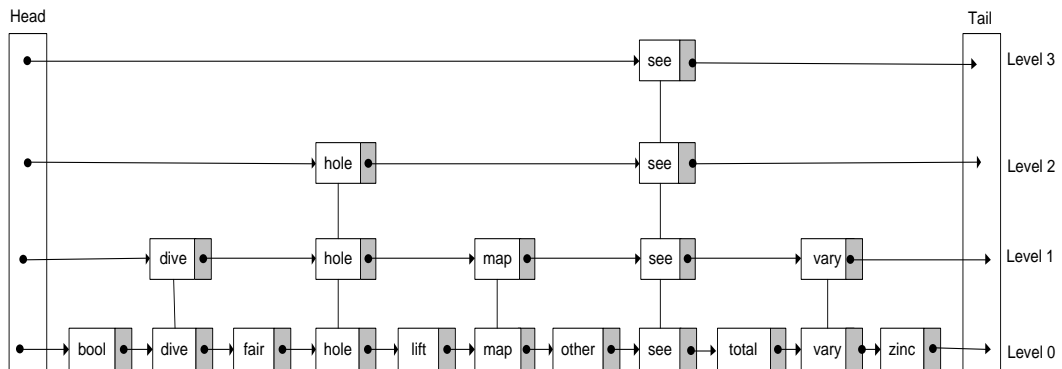 Head Tail
see Level 3
hole see Level 2
dive hole map see vary Level 1
bool dive fair hole lift map other see total vary zinc Level 0